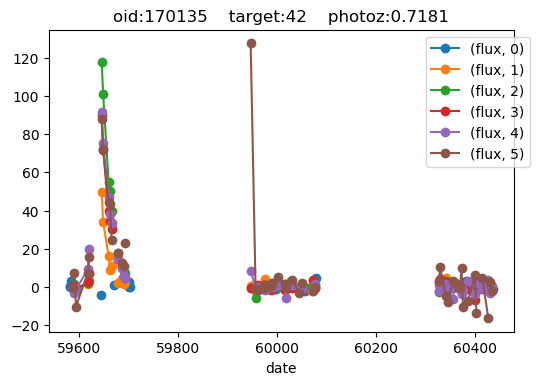 oid:170135    target:42    photoz:0.7181
120
100
80
60
40
20
0
−20
59600
59800
60000
60200
60400
date
(flux, 0)
(flux, 1)
(flux, 2)
(flux, 3)
(flux, 4)
(flux, 5)